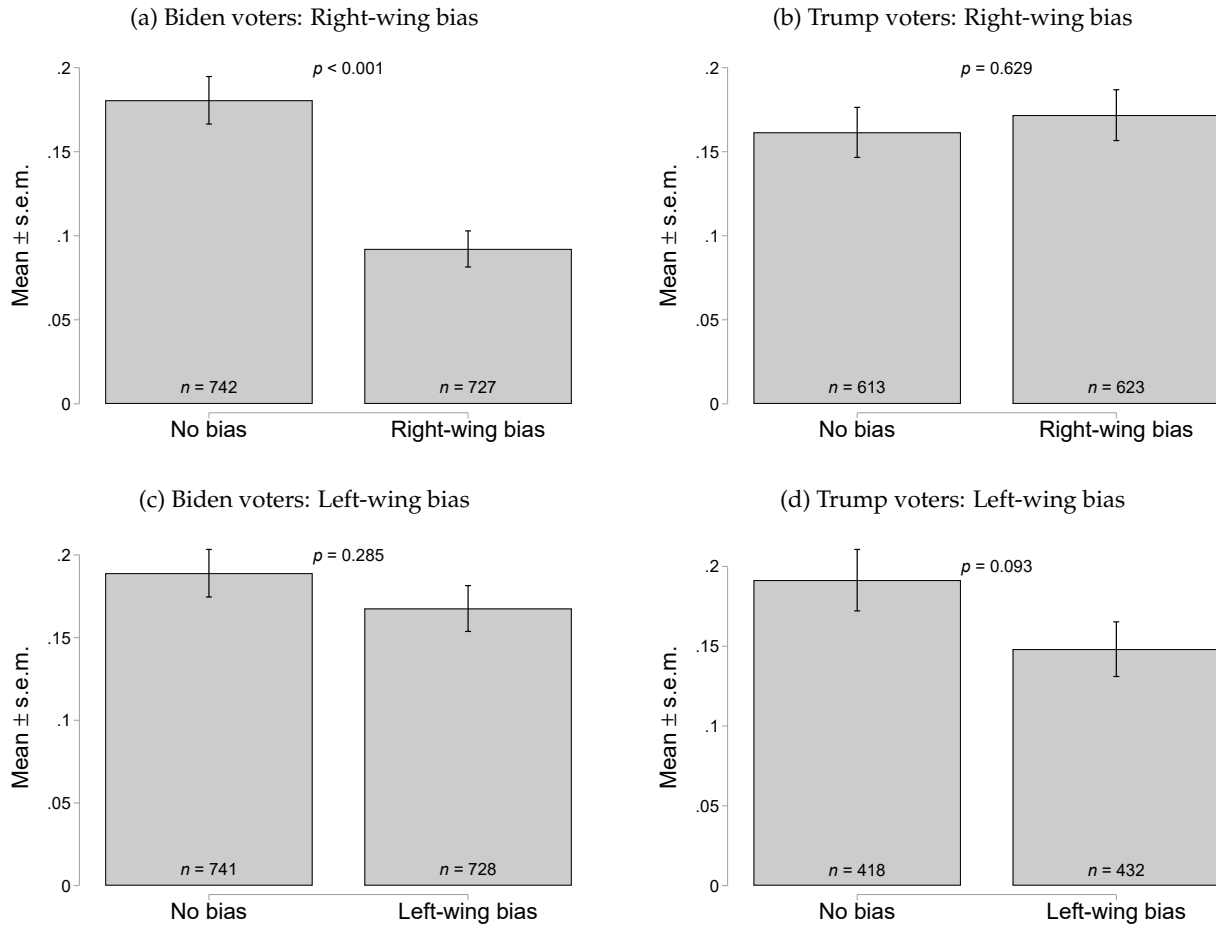 (a) Biden voters: Right-wing bias
p < 0.001
Mean ± s.e.m.
.2
.15
.1
.05
0
n = 742
n = 727
No bias
Right-wing bias
(b) Trump voters: Right-wing bias
p = 0.629
Mean ± s.e.m.
.2
.15
.1
.05
0
n = 613
n = 623
No bias
Right-wing bias
(c) Biden voters: Left-wing bias
p = 0.285
Mean ± s.e.m.
.2
.15
.1
.05
0
n = 741
n = 728
No bias
Left-wing bias
(d) Trump voters: Left-wing bias
p = 0.093
Mean ± s.e.m.
.2
.15
.1
.05
0
n = 418
n = 432
No bias
Left-wing bias